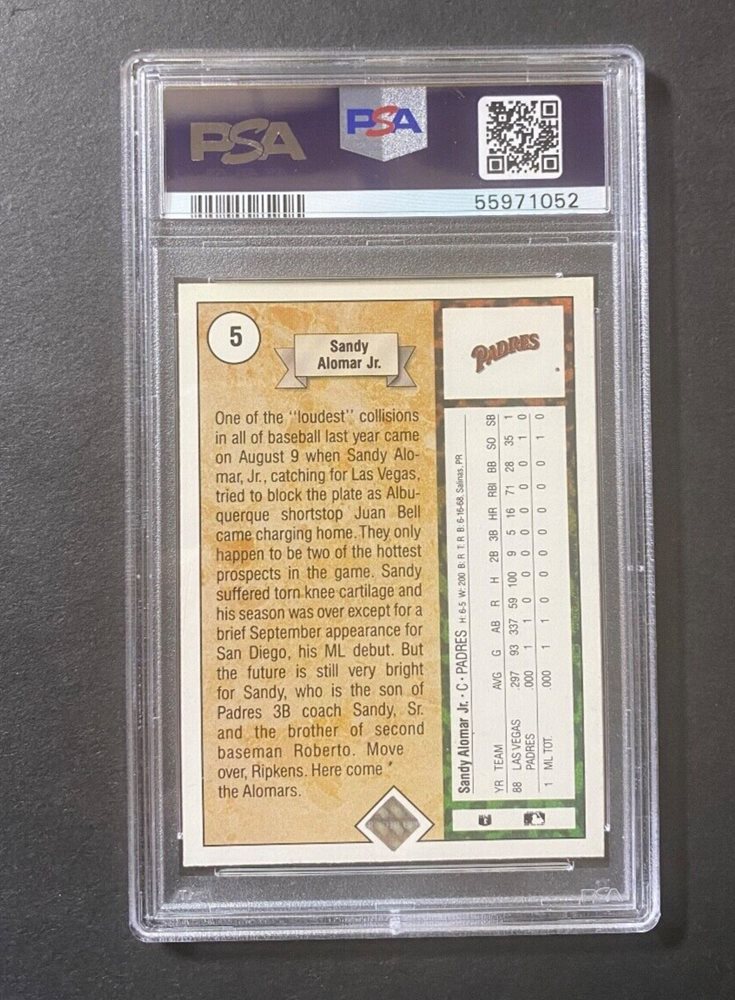 PSA
PSA
55971052
5
Sandy
Alomar Jr.
One of the "loudest" collisions
in all of baseball last year came
on August 9 when Sandy Alo-
mar, Jr., catching for Las Vegas,
tried to block the plate as Albu-
querque shortstop Juan Bell
came charging home. They only
happen to be two of the hottest
prospects in the game. Sandy
suffered torn knee cartilage and
his season was over except for a
brief September appearance for
San Diego, his ML debut. But
the future is still very bright
for Sandy, who is the son of
Padres 3B coach Sandy, Sr.
and the brother of second
baseman Roberto. Move
over, Ripkens. Here come
the Alomars.
PADRES
Sandy Alomar Jr. • C • PADRES H: 6-5 W: 200 B: R T: R B: 6-16-68, Salinas, PR
YR TEAM AVG G AB R H 2B 3B HR RBI BB SO SB
88 LAS VEGAS .297 93 337 59 100 9 5 16 71 28 35 1
PADRES .000 1 1 0 0 0 0 0 0 0 1 0
1 ML TOT. .000 1 1 0 0 0 0 0 0 0 1 0
PSA